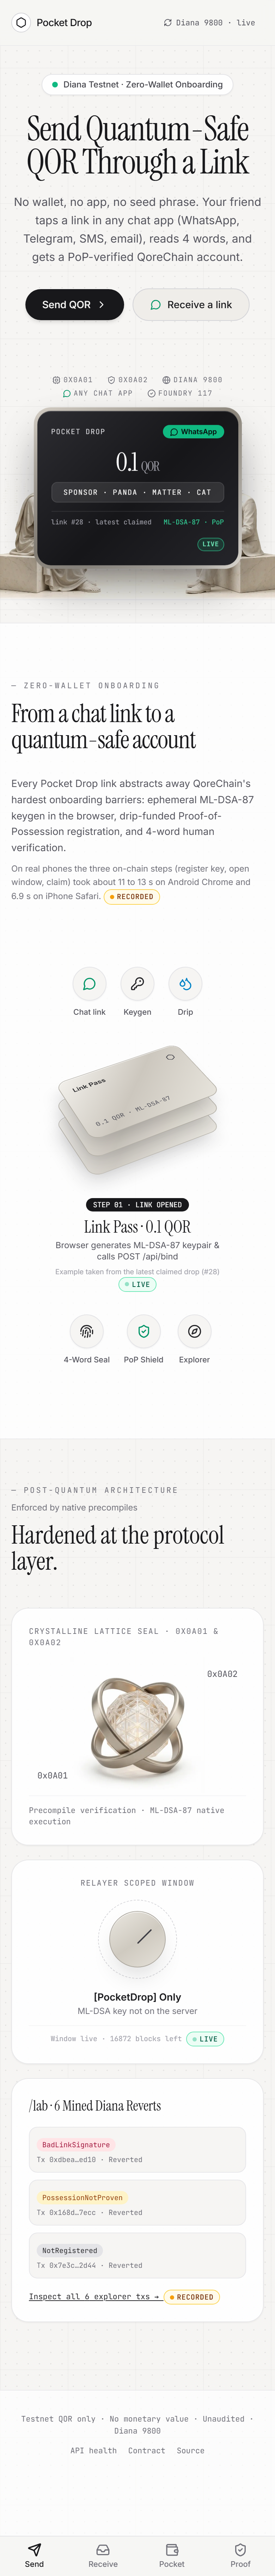 Pocket Drop
Diana 9800 · live
Diana Testnet · Zero-Wallet Onboarding
Send Quantum-Safe
QOR Through a Link
No wallet, no app, no seed phrase. Your friend
taps a link in any chat app (WhatsApp,
Telegram, SMS, email), reads 4 words, and
gets a PoP-verified QoreChain account.
Send QOR
Receive a link
0X0A01 0X0A02 DIANA 9800
ANY CHAT APP FOUNDRY 117
POCKET DROP
WhatsApp
0.1 QOR
SPONSOR · PANDA · MATTER · CAT
link #28 · latest claimed
ML-DSA-87 · PoP
LIVE
— ZERO-WALLET ONBOARDING
From a chat link to a
quantum-safe account
Every Pocket Drop link abstracts away QoreChain's
hardest onboarding barriers: ephemeral ML-DSA-87
keygen in the browser, drip-funded Proof-of-
Possession registration, and 4-word human
verification.
On real phones the three on-chain steps (register key, open
window, claim) took about 11 to 13 s on Android Chrome and
6.9 s on iPhone Safari. RECORDED
Chat link
Keygen
Drip
Link Pass
0.1 QOR · ML-DSA-87
STEP 01 · LINK OPENED
Link Pass · 0.1 QOR
Browser generates ML-DSA-87 keypair &
calls POST /api/bind
Example taken from the latest claimed drop (#28)
LIVE
4-Word Seal
PoP Shield
Explorer
— POST-QUANTUM ARCHITECTURE
Enforced by native precompiles
Hardened at the protocol
layer.
CRYSTALLINE LATTICE SEAL · 0X0A01 &
0X0A02
0x0A02
0x0A01
Precompile verification · ML-DSA-87 native
execution
RELAYER SCOPED WINDOW
[PocketDrop] Only
ML-DSA key not on the server
Window live · 16872 blocks left LIVE
/lab · 6 Mined Diana Reverts
BadLinkSignature
Tx 0xdbea…ed10 · Reverted
PossessionNotProven
Tx 0x168d…7ecc · Reverted
NotRegistered
Tx 0x7e3c…2d44 · Reverted
Inspect all 6 explorer txs → RECORDED
Testnet QOR only · No monetary value · Unaudited ·
Diana 9800
API health Contract Source
Send
Receive
Pocket
Proof